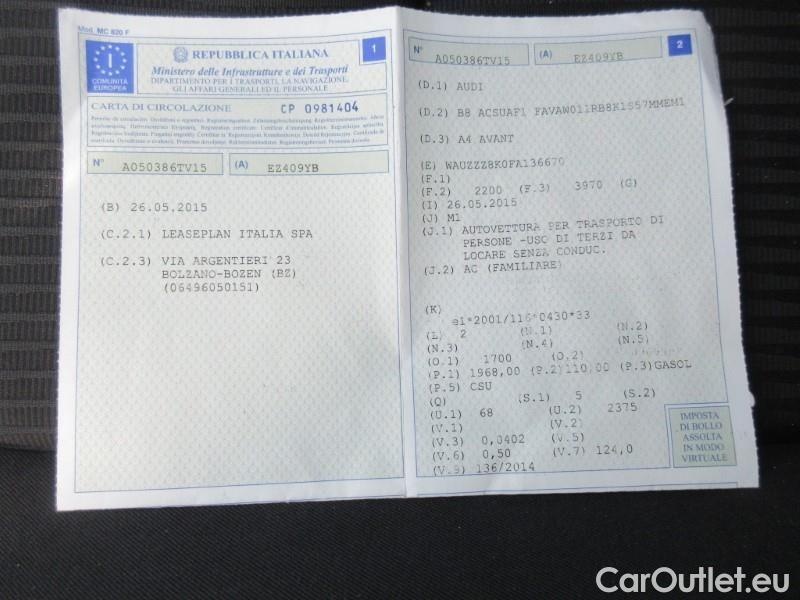 Mod. MC 820 F
I
COMUNITÀ
EUROPEA
REPUBBLICA ITALIANA
1
Ministero delle Infrastrutture e dei Trasporti
DIPARTIMENTO PER I TRASPORTI, LA NAVIGAZIONE,
GLI AFFARI GENERALI ED IL PERSONALE
CARTA DI CIRCOLAZIONE CP 0981404
N° A050386TV15 (A) EZ409YB
(B) 26.05.2015
(C.2.1) LEASEPLAN ITALIA SPA
(C.2.3) VIA ARGENTIERI 23
BOLZANO-BOZEN (BZ)
(06496050151)
N° A050386TV15 (A) EZ409YB
2
(D.1) AUDI
(D.2) B8 ACSUAF1 FAVAW011RB8K1S57MMEM1
(D.3) A4 AVANT
(E) WAUZZZ8K0FA136670
(F.1)
(F.2) 2200 (F.3) 3970 (G)
(I) 26.05.2015
(J) M1
(J.1) AUTOVETTURA PER TRASPORTO DI
PERSONE -USO DI TERZI DA
LOCARE SENZA CONDUC.
(J.2) AC (FAMILIARE)
(K)
e1*2001/116*0430*33
(L) 2 (N.1) (N.2)
(N.3) (N.4) (N.5)
(O.1) 1700 (O.2)
(P.1) 1968,00 (P.2)110,00 (P.3)GASOL
(P.5) CSU
(Q) (S.1) 5 (S.2)
(U.1) 68 (U.2) 2375
(V.1) (V.2)
(V.3) 0,0402 (V.5)
(V.6) 0,50 (V.7) 124,0
(V.9) 136/2014
IMPOSTA
DI BOLLO
ASSOLTA
IN MODO
VIRTUALE
CarOutlet.eu